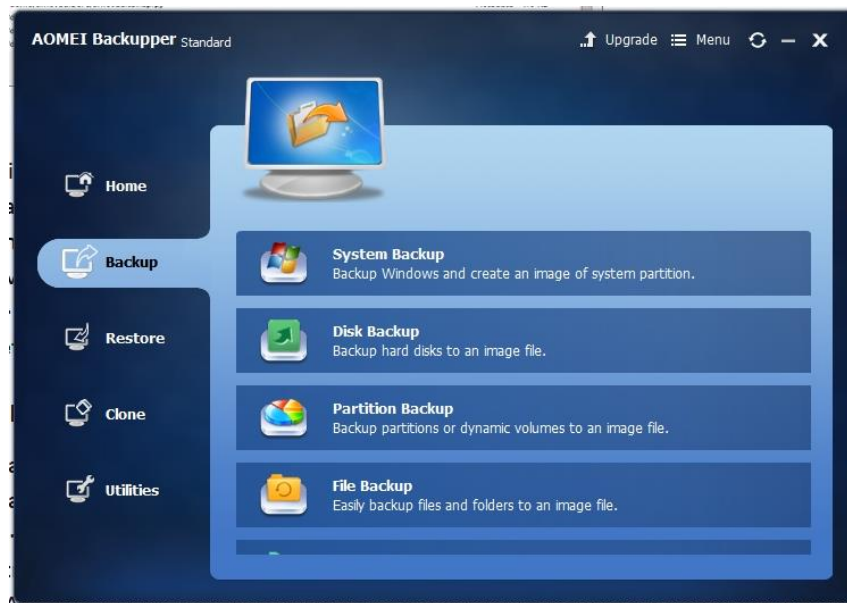 AOMEI Backupper Standard
Upgrade Menu
Home
Backup
Restore
Clone
Utilities
System Backup
Backup Windows and create an image of system partition.
Disk Backup
Backup hard disks to an image file.
Partition Backup
Backup partitions or dynamic volumes to an image file.
File Backup
Easily backup files and folders to an image file.